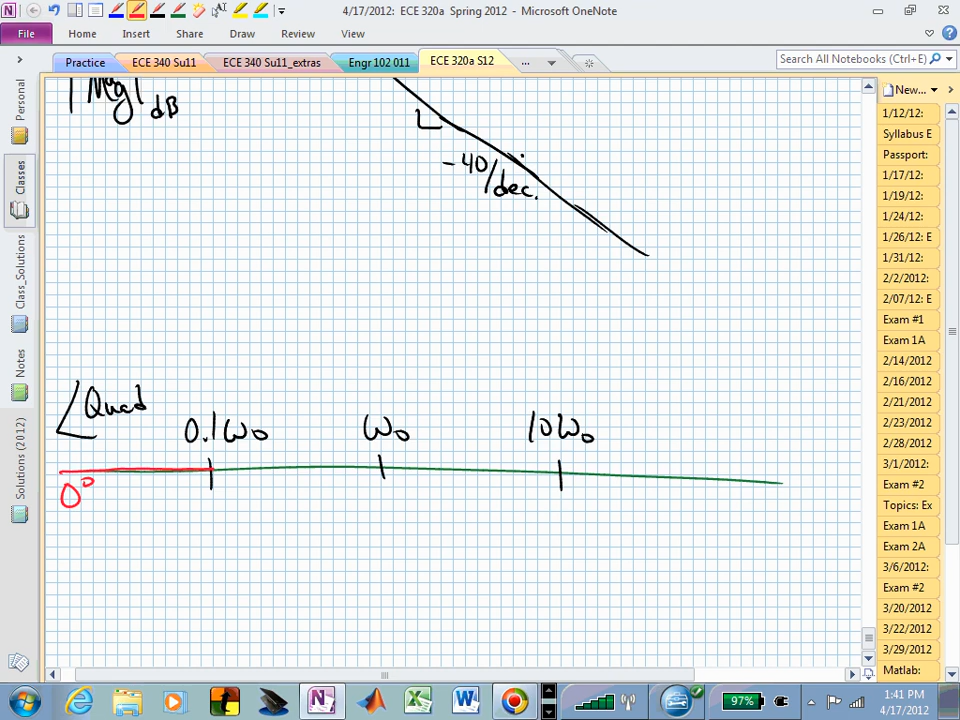 4/17/2012: ECE 320a Spring 2012 - Microsoft OneNote
File Home Insert Share Draw Review View
Practice ECE 340 Su11 ECE 340 Su11_extras Engr 102 011 ECE 320a S12 ...
Search All Notebooks (Ctrl+E)
Personal
Classes
Class_Solutions
Notes
Solutions (2012)
|Mag|dB
-40/dec.
∠Quad
0.1ω₀ ω₀ 10ω₀
0°
New...
1/12/12:
Syllabus E
Passport:
1/17/12:
1/19/12:
1/24/12:
1/26/12: E
1/31/12:
2/2/2012:
2/07/12: E
Exam #1
Exam 1A
2/14/2012
2/16/2012
2/21/2012
2/23/2012
2/28/2012
3/1/2012:
Exam #2
Topics: Ex
Exam 1A
Exam 2A
3/6/2012:
Exam #2
3/20/2012
3/22/2012
3/29/2012
Matlab:
97%
1:41 PM
4/17/2012